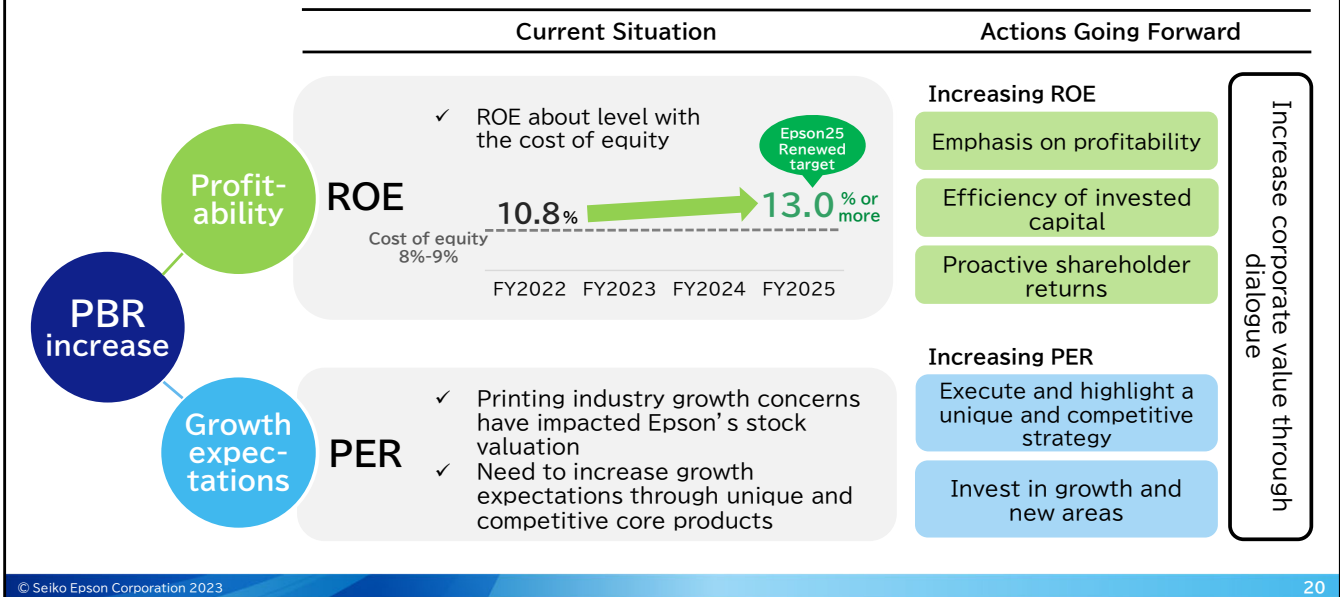 Current Situation
Actions Going Forward
PBR
increase
Profit-
ability
ROE
✓ ROE about level with
the cost of equity
Epson25
Renewed
target
10.8%
13.0 % or
more
Cost of equity
8%-9%
FY2022 FY2023 FY2024 FY2025
Increasing ROE
Emphasis on profitability
Efficiency of invested
capital
Proactive shareholder
returns
Growth
expec-
tations
PER
✓ Printing industry growth concerns
have impacted Epson's stock
valuation
✓ Need to increase growth
expectations through unique and
competitive core products
Increasing PER
Execute and highlight a
unique and competitive
strategy
Invest in growth and
new areas
Increase corporate value through
dialogue
© Seiko Epson Corporation 2023
20